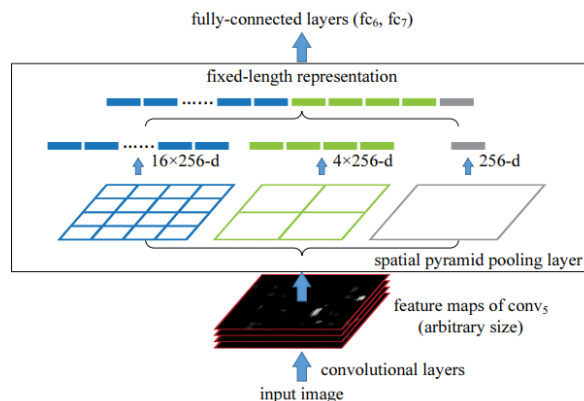 fully-connected layers (fc₆, fc₇)
fixed-length representation
16×256-d
4×256-d
256-d
spatial pyramid pooling layer
feature maps of conv₅
(arbitrary size)
convolutional layers
input image